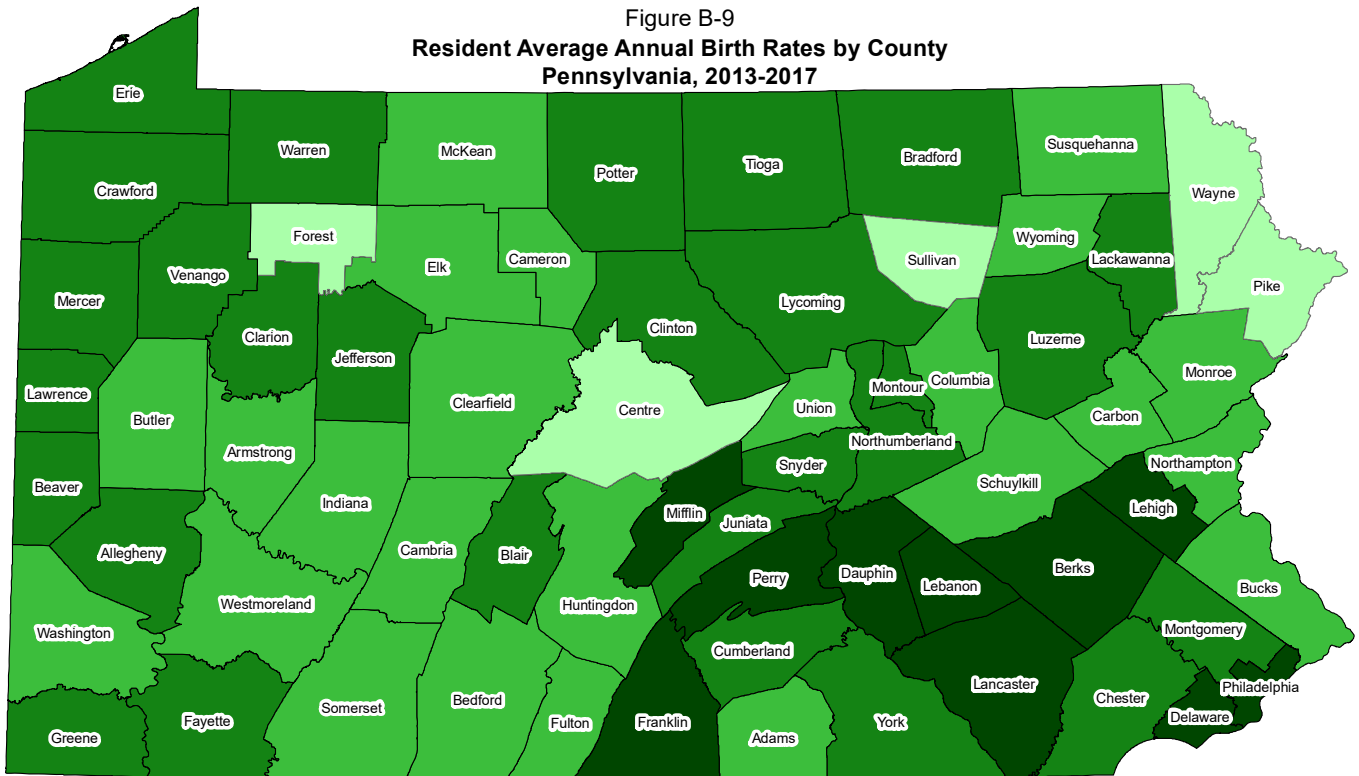 Figure B-9
Resident Average Annual Birth Rates by County
Pennsylvania, 2013-2017
Erie
Warren
McKean
Potter
Tioga
Bradford
Susquehanna
Wayne
Crawford
Forest
Venango
Elk
Cameron
Sullivan
Wyoming
Lackawanna
Pike
Mercer
Clarion
Jefferson
Clinton
Lycoming
Luzerne
Monroe
Lawrence
Butler
Clearfield
Centre
Union
Montour
Columbia
Carbon
Armstrong
Northumberland
Snyder
Northampton
Beaver
Indiana
Schuylkill
Mifflin
Juniata
Lehigh
Allegheny
Cambria
Blair
Perry
Dauphin
Lebanon
Berks
Bucks
Westmoreland
Huntingdon
Washington
Cumberland
Montgomery
Somerset
Bedford
Fulton
Franklin
Lancaster
Chester
Philadelphia
Greene
Fayette
Adams
York
Delaware